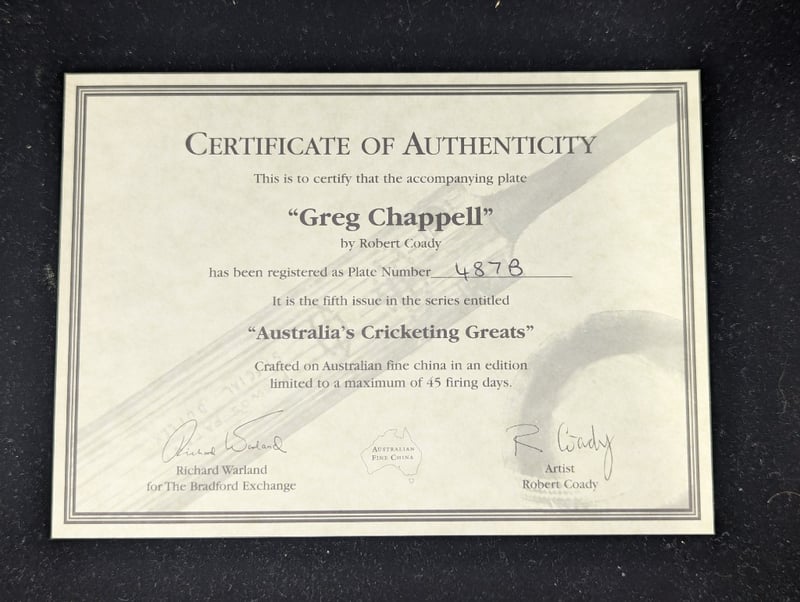 CERTIFICATE OF AUTHENTICITY
This is to certify that the accompanying plate
“Greg Chappell”
by Robert Coady
has been registered as Plate Number 487B
It is the fifth issue in the series entitled
“Australia's Cricketing Greats”
Crafted on Australian fine china in an edition
limited to a maximum of 45 firing days.
Richard Warland
R Coady
AUSTRALIAN
FINE CHINA
Richard Warland
for The Bradford Exchange
Artist
Robert Coady